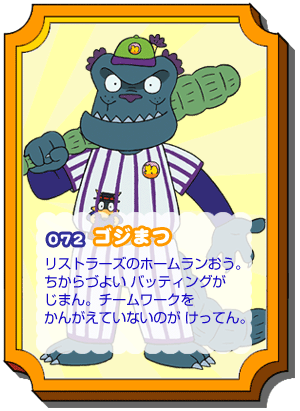 072 ゴジまつ
リストラーズのホームランおう。
ちからづよい バッティングが
じまん。チームワークを
かんがえていないのが けってん。